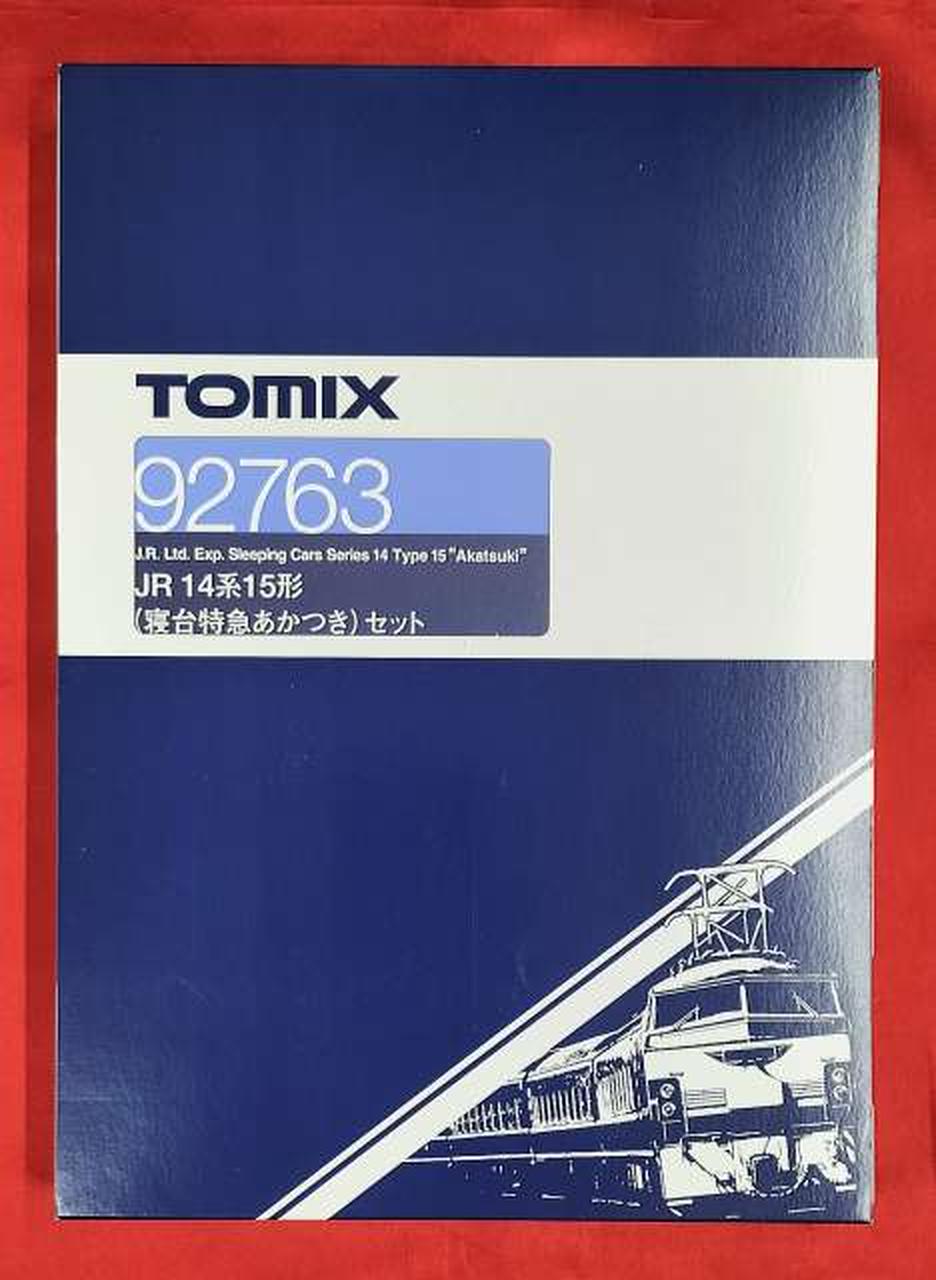 TOMIX
92763
J.R. Ltd. Exp. Sleeping Cars Series 14 Type 15 "Akatsuki"
JR 14系15形
(寝台特急あかつき) セット